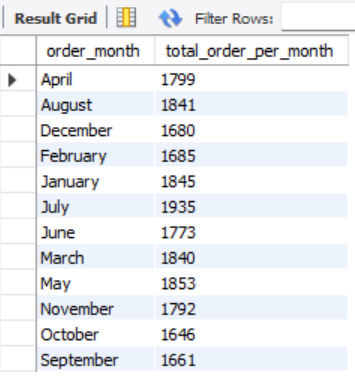 Result Grid Filter Rows:
order_month total_order_per_month
April 1799
August 1841
December 1680
February 1685
January 1845
July 1935
June 1773
March 1840
May 1853
November 1792
October 1646
September 1661